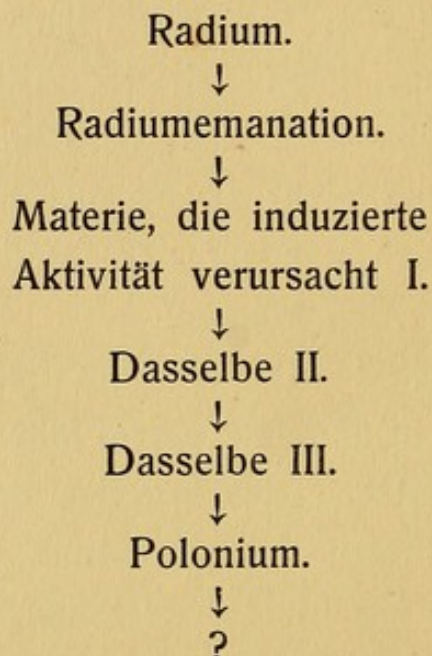 Radium.
↓
Radiumemanation.
↓
Materie, die induzierte
Aktivität verursacht I.
↓
Dasselbe II.
↓
Dasselbe III.
↓
Polonium.
↓
?